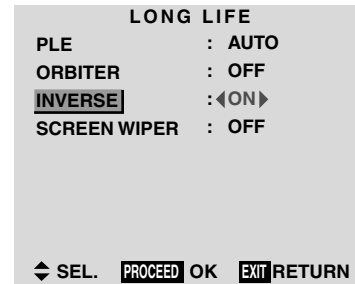 LONG LIFE
PLE : AUTO
ORBITER : OFF
INVERSE : ◀ON▶
SCREEN WIPER : OFF
SEL. PROCEED OK EXIT RETURN